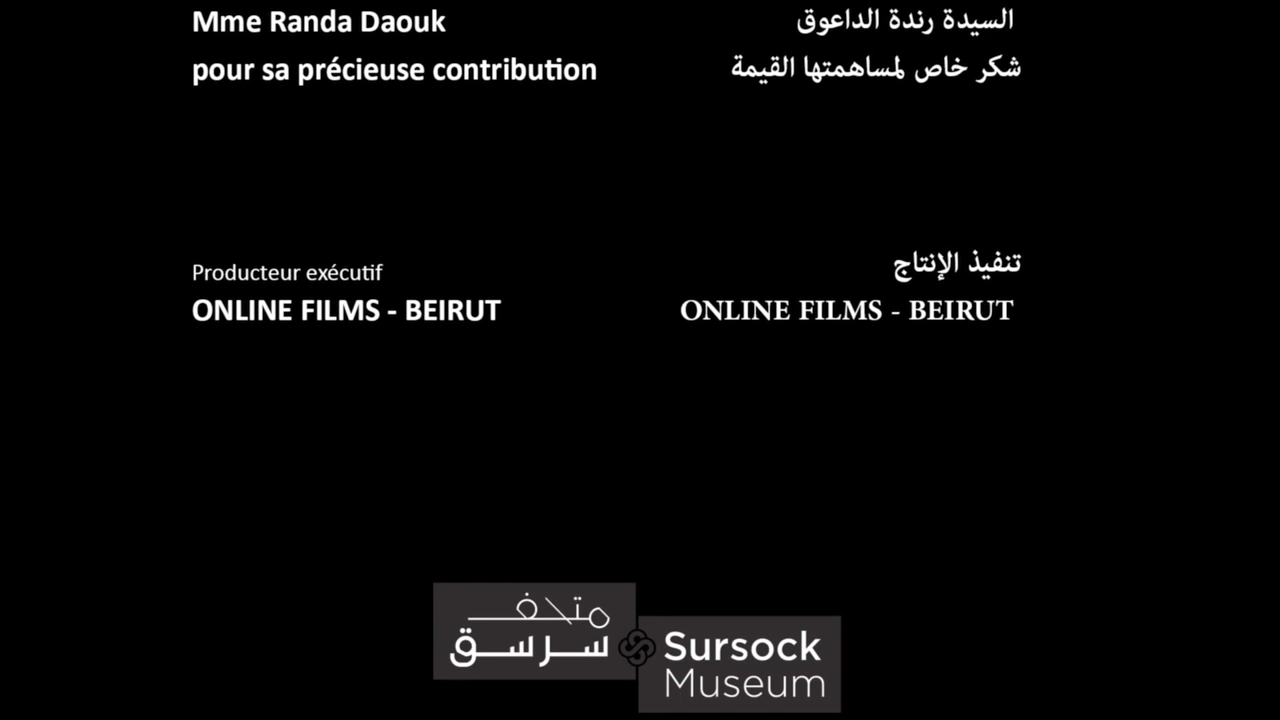 Mme Randa Daouk
السيدة رندة الداعوق
pour sa précieuse contribution
شكر خاص لمساهمتها القيمة
Producteur exécutif
تنفيذ الإنتاج
ONLINE FILMS - BEIRUT
ONLINE FILMS - BEIRUT
متحف
سرسق
Sursock
Museum